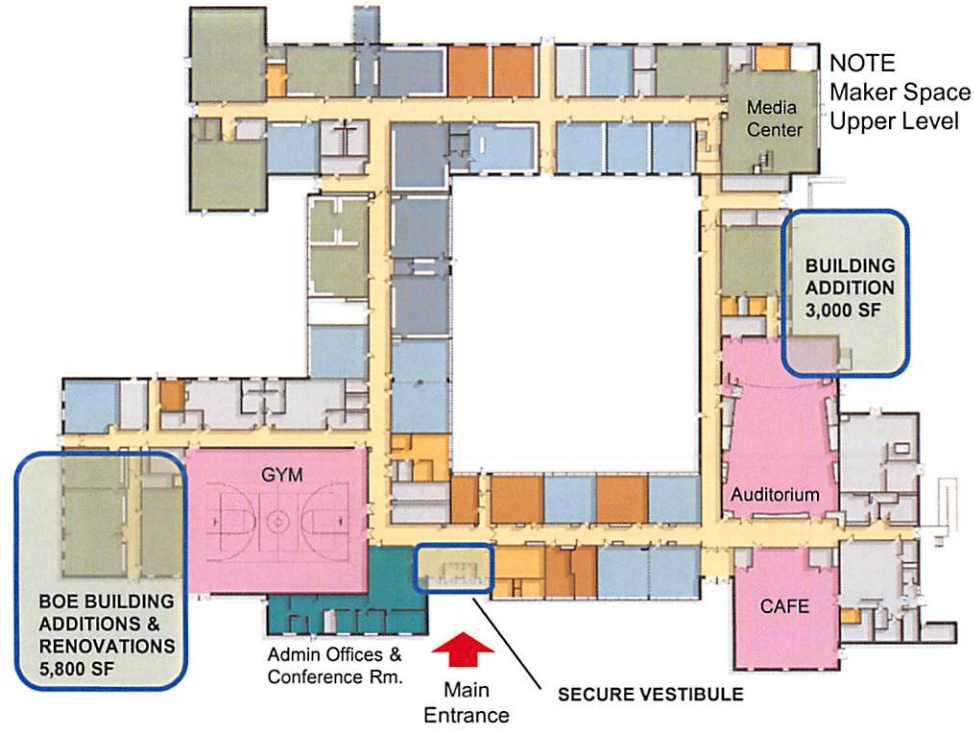 NOTE
Maker Space
Upper Level
Media
Center
BUILDING
ADDITION
3,000 SF
GYM
Auditorium
BOE BUILDING
ADDITIONS &
RENOVATIONS
5,800 SF
CAFE
Admin Offices &
Conference Rm.
Main
Entrance
SECURE VESTIBULE